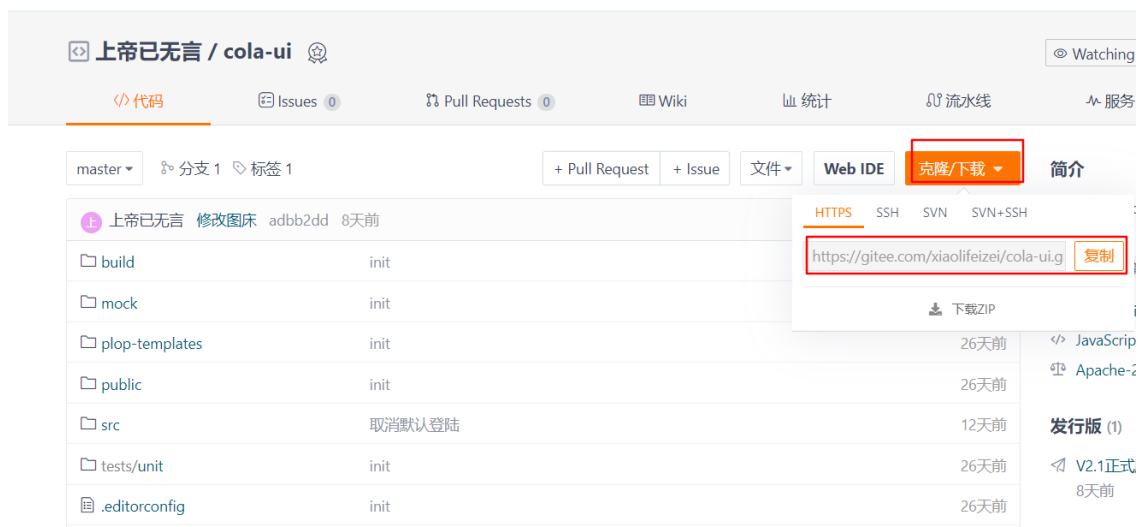 上帝已无言 / cola-ui
Watching
代码 Issues 0 Pull Requests 0 Wiki 统计 流水线 服务
master 分支 1 标签 1 + Pull Request + Issue 文件 Web IDE 克隆/下载 简介
上 上帝已无言 修改图床 adbb2dd 8天前
HTTPS SSH SVN SVN+SSH
https://gitee.com/xiaolifeizei/cola-ui.g 复制
下载ZIP
build init
mock init
plop-templates init 26天前 JavaScrip
public init 26天前 Apache-2
src 取消默认登陆 12天前 发行版 (1)
tests/unit init 26天前 V2.1正式
8天前
.editorconfig init 26天前